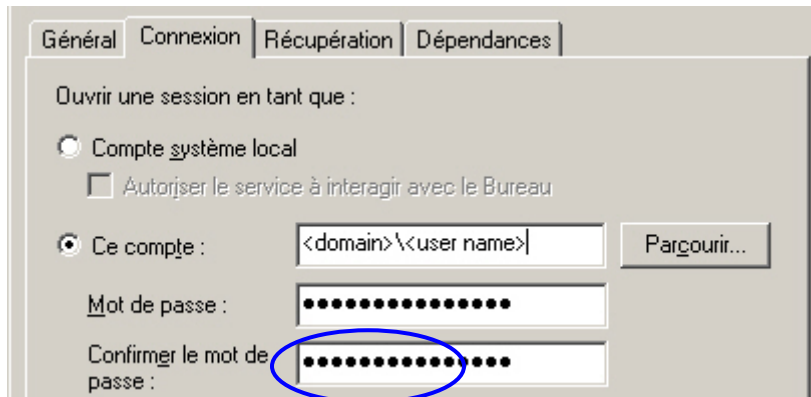 Général Connexion Récupération Dépendances
Ouvrir une session en tant que :
Compte système local
Autoriser le service à interagir avec le Bureau
Ce compte : <domain>\<user name> Parcourir...
Mot de passe : ●●●●●●●●●●●●●●●
Confirmer le mot de ●●●●●●●●●●●●●●●
passe :